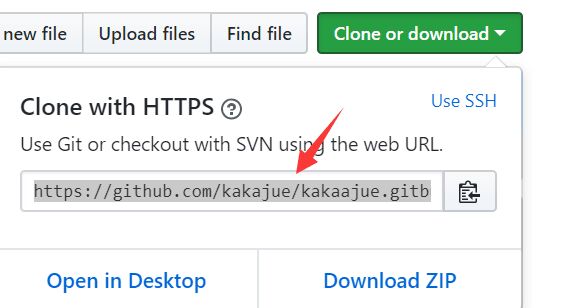 new file Upload files Find file Clone or download
Clone with HTTPS ? Use SSH
Use Git or checkout with SVN using the web URL.
https://github.com/kakajue/kakaajue.gitb
Open in Desktop Download ZIP